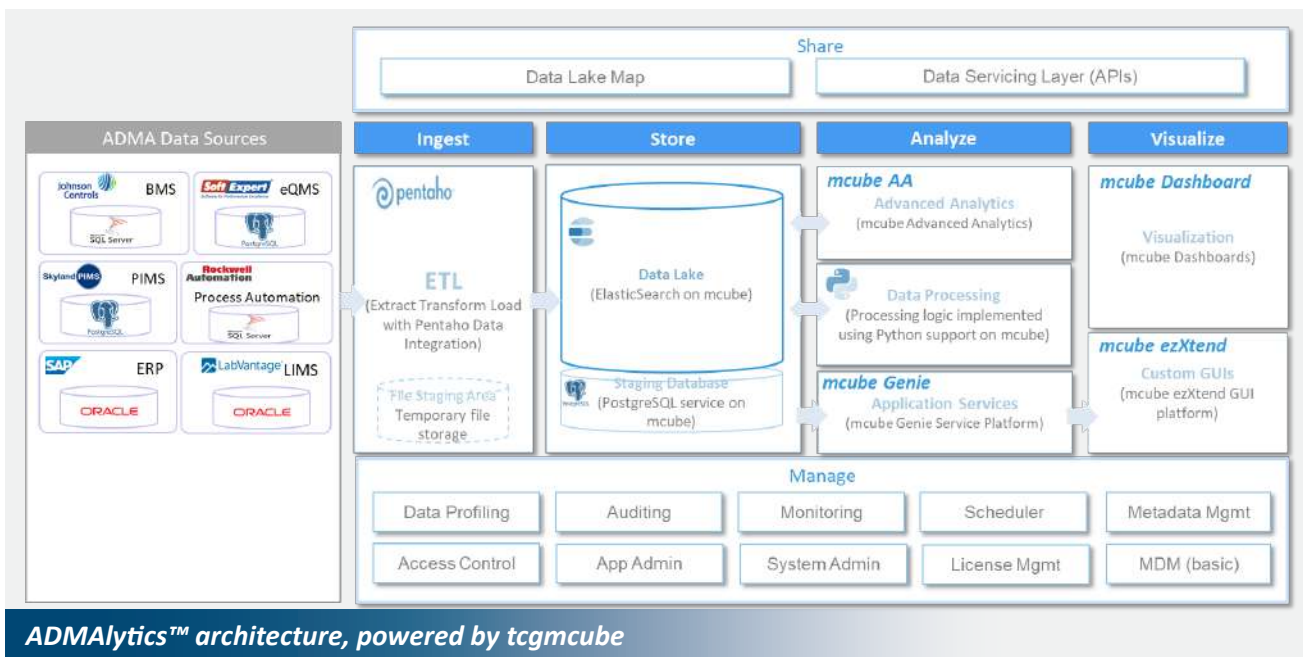 Share
Data Lake Map
Data Servicing Layer (APIs)
ADMA Data Sources
Ingest
Store
Analyze
Visualize
Johnson
Controls
BMS
SQL Server
Soft Expert
eQMS
PostgreSQL
Skyland PIMS
PIMS
PostgreSQL
Rockwell
Automation
Process Automation
SQL Server
SAP
ERP
ORACLE
LabVantage
LIMS
ORACLE
pentaho
ETL
(Extract Transform Load
with Pentaho Data
Integration)
File Staging Area
Temporary file
storage
Data Lake
(ElasticSearch on mcube)
Staging Database
(PostgreSQL service on
mcube)
mcube AA
Advanced Analytics
(mcube Advanced Analytics)
Data Processing
(Processing logic implemented
using Python support on mcube)
mcube Genie
Application Services
(mcube Genie Service Platform)
mcube Dashboard
Visualization
(mcube Dashboards)
mcube ezXtend
Custom GUIs
(mcube ezXtend GUI
platform)
Manage
Data Profiling
Auditing
Monitoring
Scheduler
Metadata Mgmt
Access Control
App Admin
System Admin
License Mgmt
MDM (basic)
ADMAlytics™ architecture, powered by tcgmcube